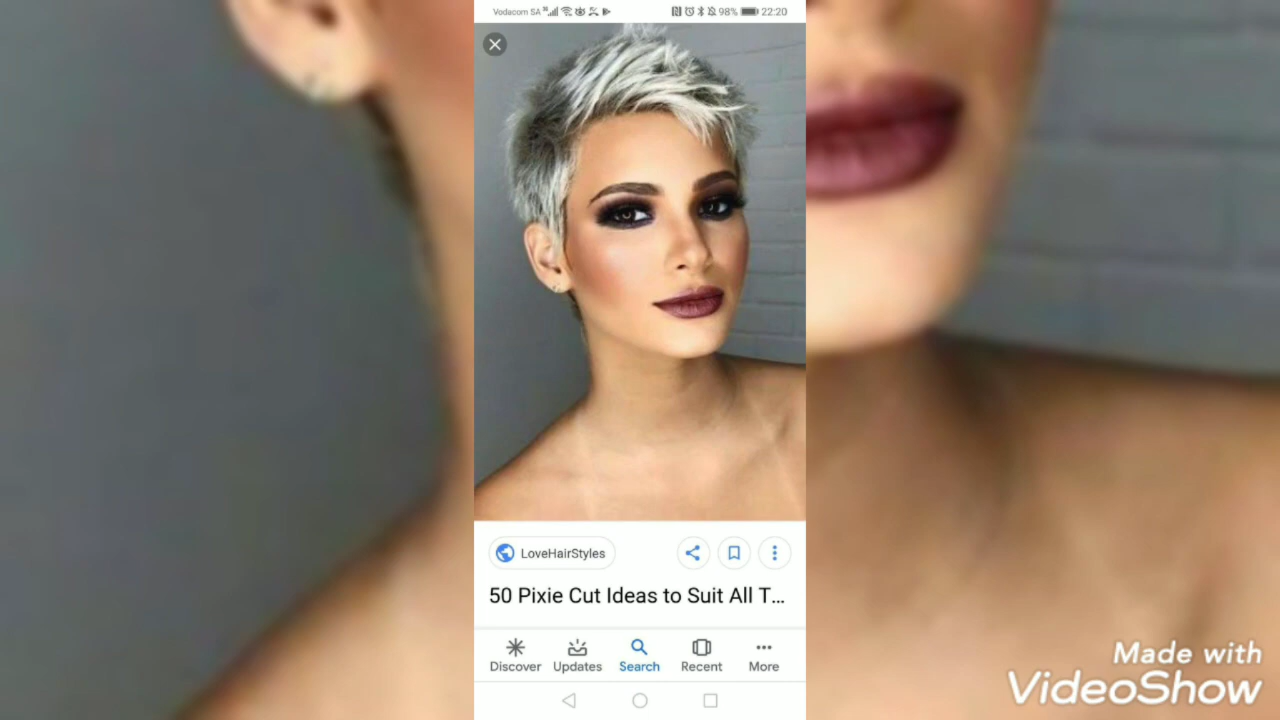 Vodacom SA 98% 22:20
LoveHairStyles
50 Pixie Cut Ideas to Suit All T...
Discover Updates Search Recent More
Made with
VideoShow